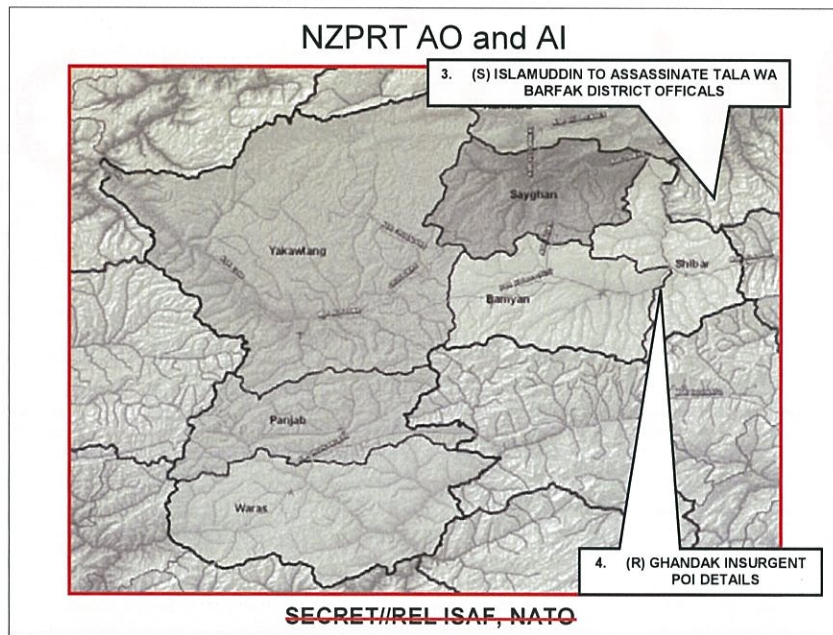 NZPRT AO and AI
3. (S) ISLAMUDDIN TO ASSASSINATE TALA WA
BARFAK DISTRICT OFFICALS
Sayghan
Yakawlang
Shibar
Bamyan
Panjab
Waras
4. (R) GHANDAK INSURGENT
POI DETAILS
SECRET//REL ISAF, NATO